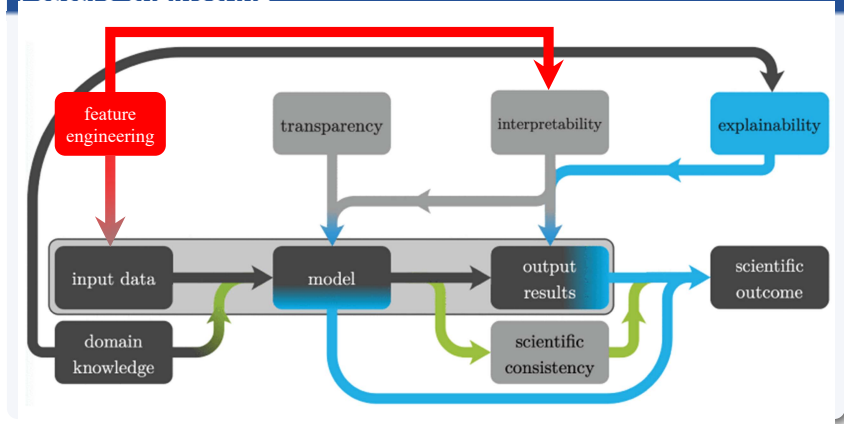 feature
engineering
transparency
interpretability
explainability
input data
model
output
results
scientific
outcome
domain
knowledge
scientific
consistency